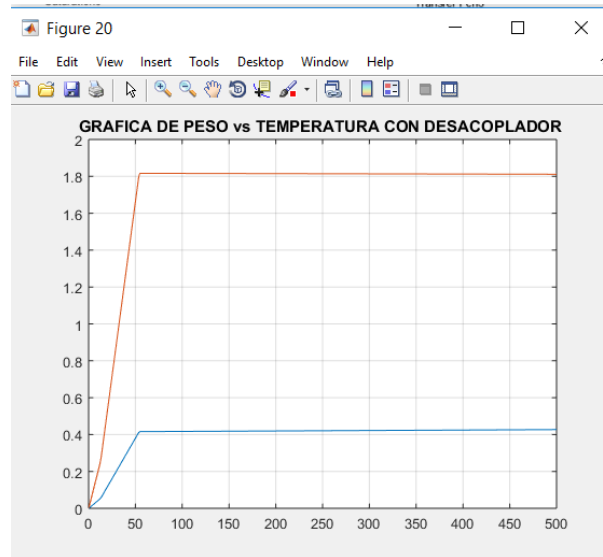 Figure 20
File Edit View Insert Tools Desktop Window Help
GRAFICA DE PESO vs TEMPERATURA CON DESACOPLADOR
2
1.8
1.6
1.4
1.2
1
0.8
0.6
0.4
0.2
0
0 50 100 150 200 250 300 350 400 450 500